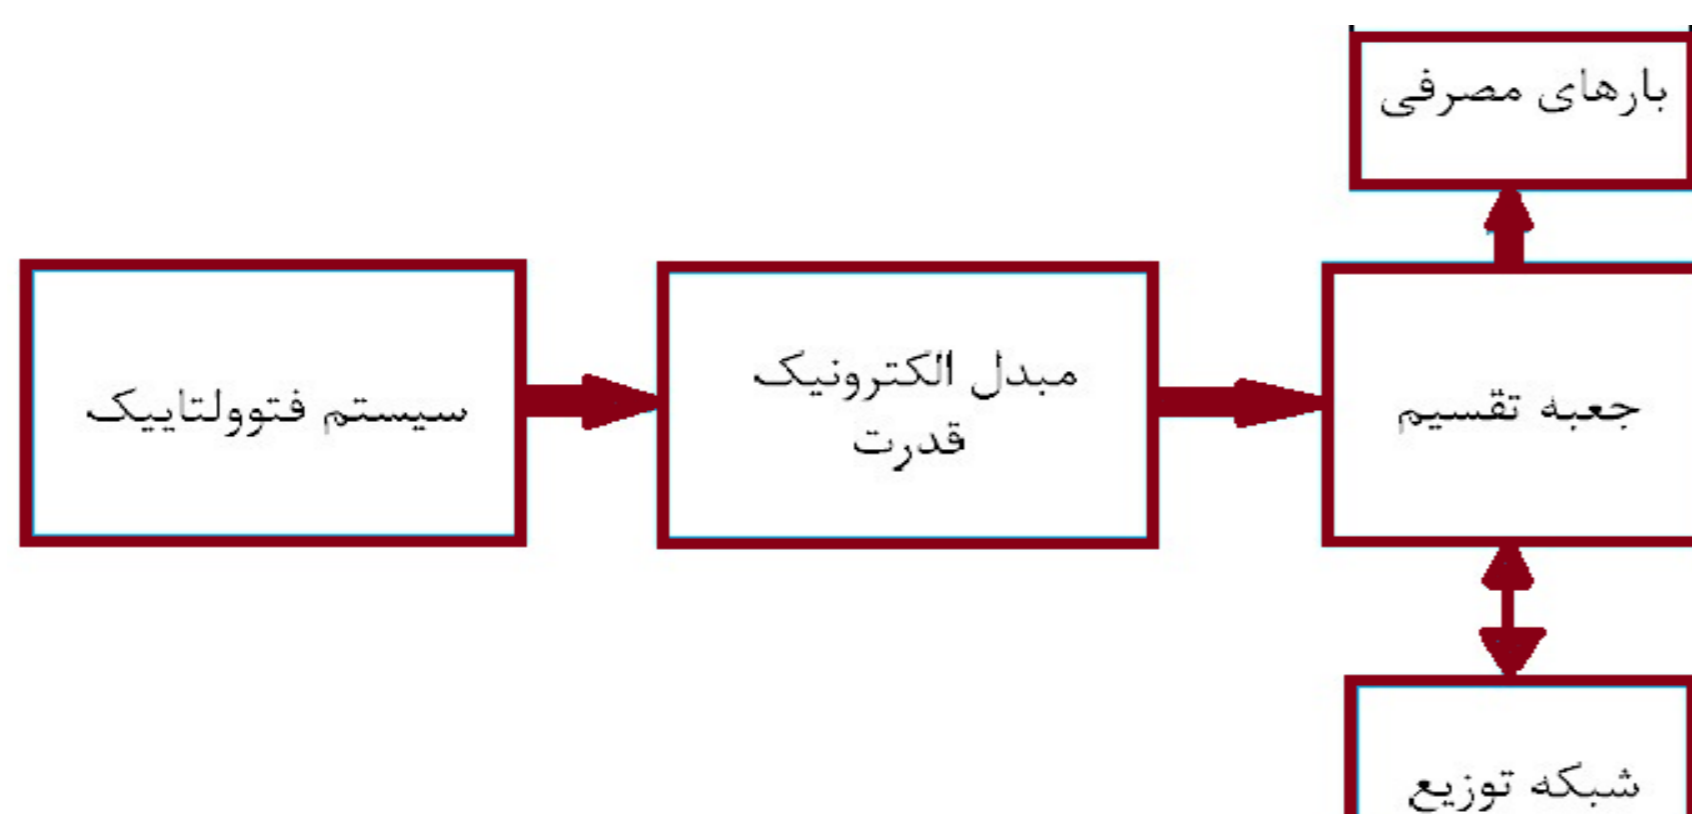 بارهای مصرفی
سیستم فتوولتاییک
مبدل الکترونیک
قدرت
جعبه تقسیم
شبکه توزیع